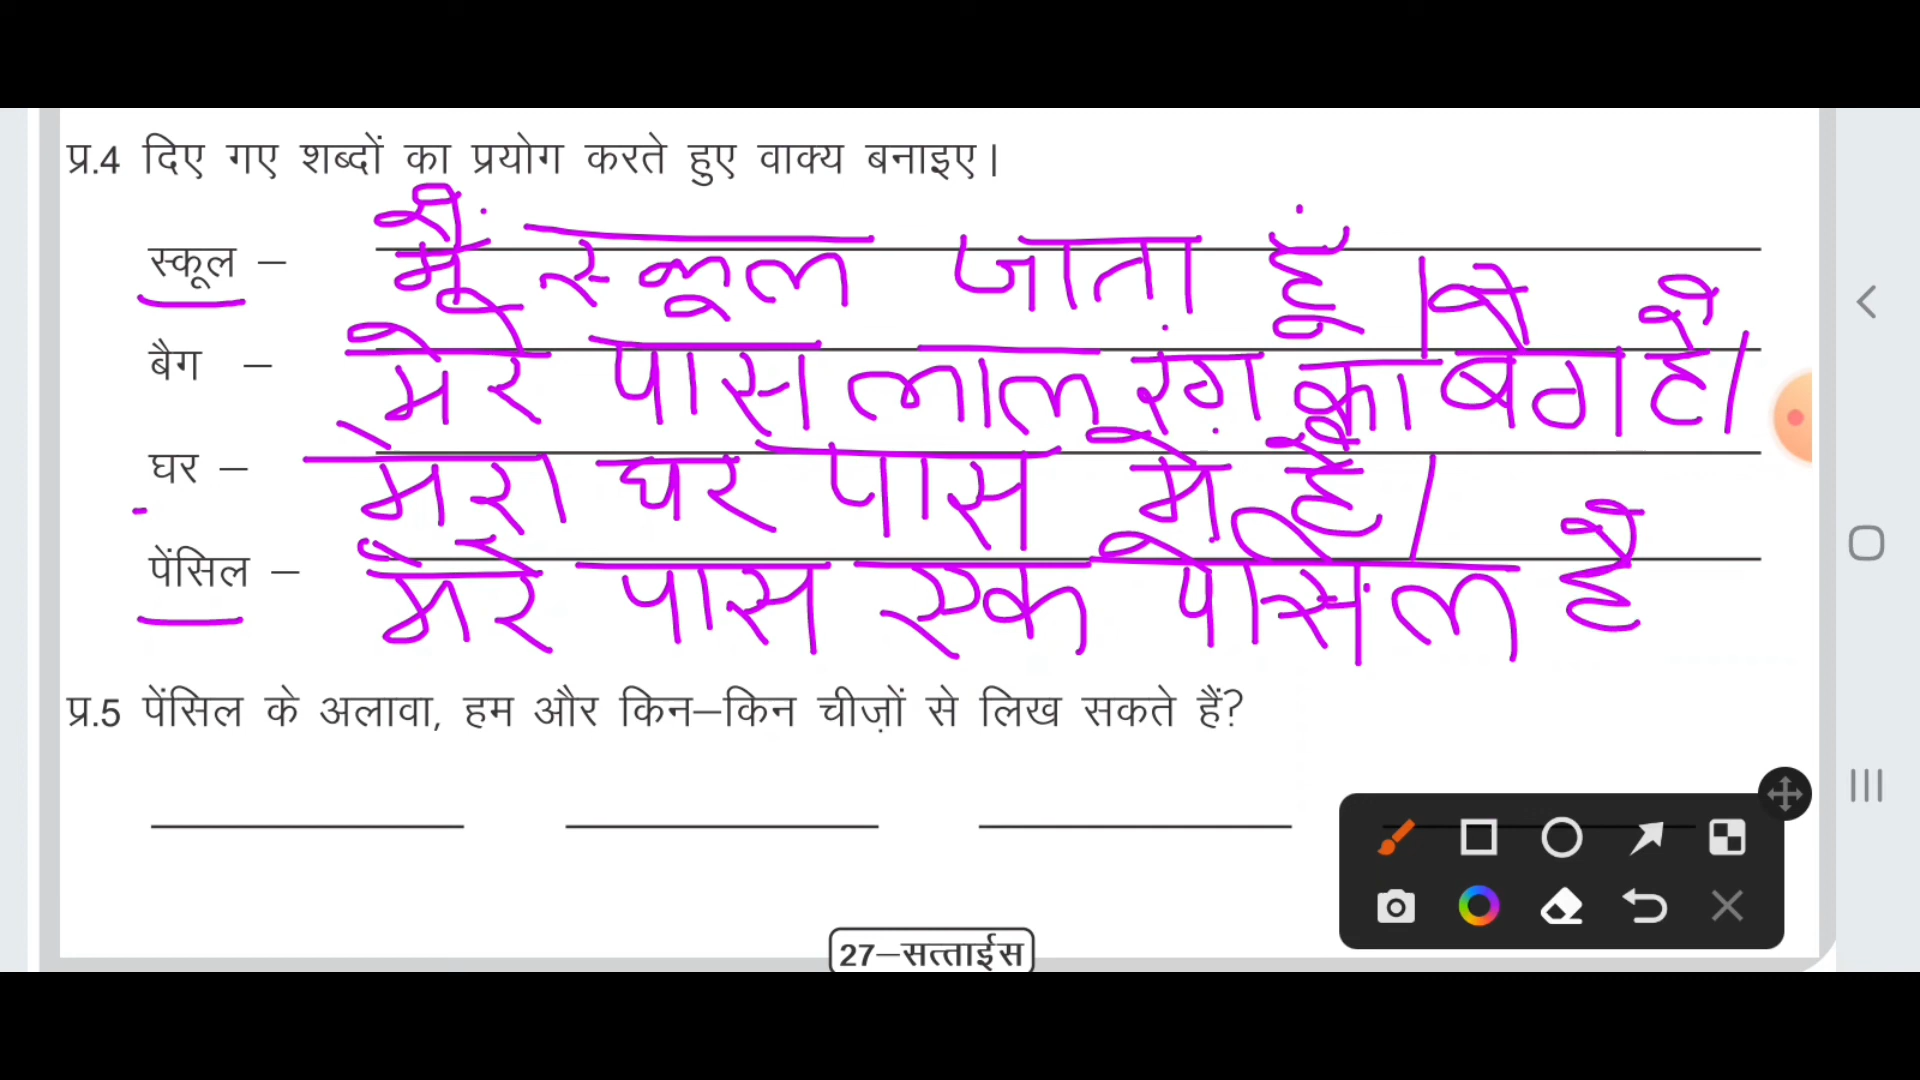 प्र.4 दिए गए शब्दों का प्रयोग करते हुए वाक्य बनाइए।
स्कूल – मैं स्कूल जाता हूं।
बैग – मेरे पास लाल रंग का बैग है।
घर – मेरा घर पास में है।
पेंसिल – मेरे पास एक पेंसिल है
प्र.5 पेंसिल के अलावा, हम और किन–किन चीज़ों से लिख सकते हैं?
27–सत्ताईस